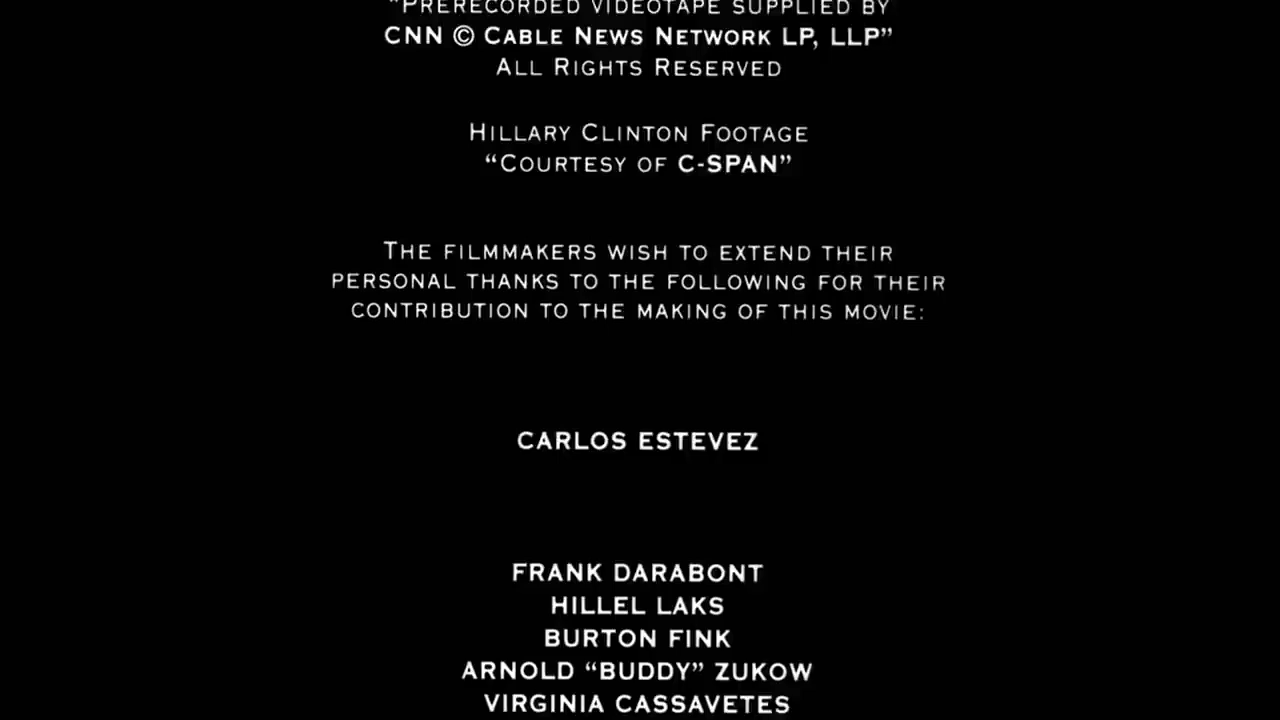 "PRERECORDED VIDEOTAPE SUPPLIED BY
CNN © CABLE NEWS NETWORK LP, LLP"
ALL RIGHTS RESERVED
HILLARY CLINTON FOOTAGE
"COURTESY OF C-SPAN"
THE FILMMAKERS WISH TO EXTEND THEIR
PERSONAL THANKS TO THE FOLLOWING FOR THEIR
CONTRIBUTION TO THE MAKING OF THIS MOVIE:
CARLOS ESTEVEZ
FRANK DARABONT
HILLEL LAKS
BURTON FINK
ARNOLD "BUDDY" ZUKOW
VIRGINIA CASSAVETES